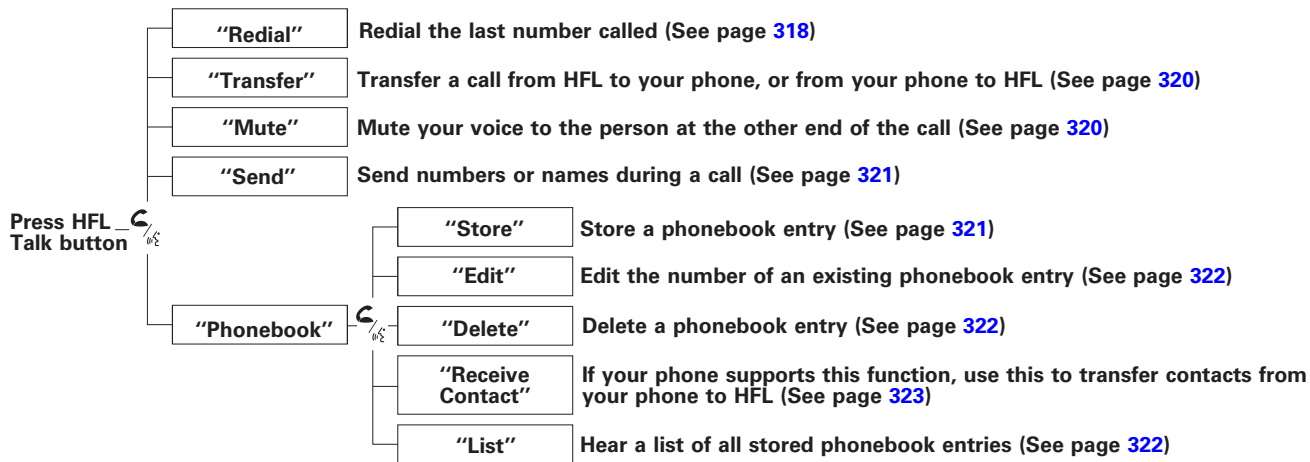 "Redial" Redial the last number called (See page 318)
"Transfer" Transfer a call from HFL to your phone, or from your phone to HFL (See page 320)
"Mute" Mute your voice to the person at the other end of the call (See page 320)
"Send" Send numbers or names during a call (See page 321)
Press HFL
Talk button
"Phonebook"
"Store" Store a phonebook entry (See page 321)
"Edit" Edit the number of an existing phonebook entry (See page 322)
"Delete" Delete a phonebook entry (See page 322)
"Receive
Contact"
If your phone supports this function, use this to transfer contacts from
your phone to HFL (See page 323)
"List" Hear a list of all stored phonebook entries (See page 322)